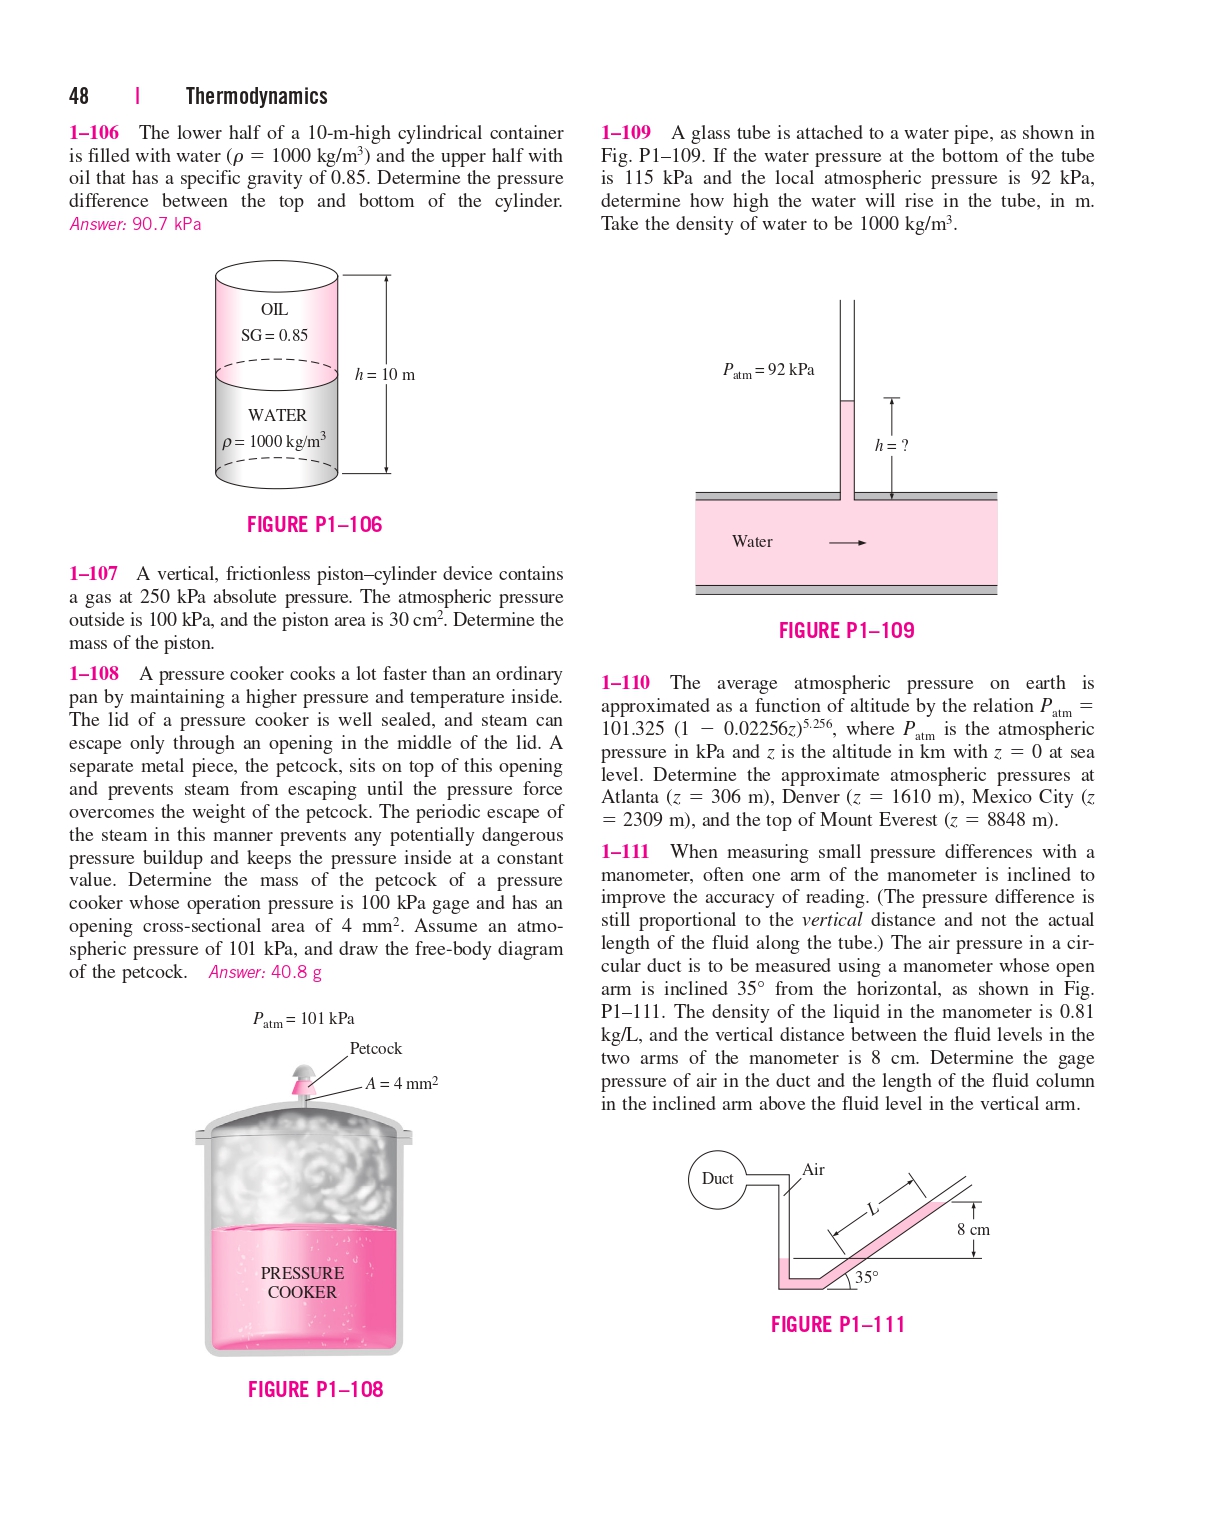 48 | Thermodynamics
1–106 The lower half of a 10-m-high cylindrical container
is filled with water (ρ = 1000 kg/m³) and the upper half with
oil that has a specific gravity of 0.85. Determine the pressure
difference between the top and bottom of the cylinder.
Answer: 90.7 kPa
OIL
SG = 0.85
h = 10 m
WATER
ρ = 1000 kg/m³
FIGURE P1–106
1–107 A vertical, frictionless piston–cylinder device contains
a gas at 250 kPa absolute pressure. The atmospheric pressure
outside is 100 kPa, and the piston area is 30 cm². Determine the
mass of the piston.
1–108 A pressure cooker cooks a lot faster than an ordinary
pan by maintaining a higher pressure and temperature inside.
The lid of a pressure cooker is well sealed, and steam can
escape only through an opening in the middle of the lid. A
separate metal piece, the petcock, sits on top of this opening
and prevents steam from escaping until the pressure force
overcomes the weight of the petcock. The periodic escape of
the steam in this manner prevents any potentially dangerous
pressure buildup and keeps the pressure inside at a constant
value. Determine the mass of the petcock of a pressure
cooker whose operation pressure is 100 kPa gage and has an
opening cross-sectional area of 4 mm². Assume an atmo-
spheric pressure of 101 kPa, and draw the free-body diagram
of the petcock. Answer: 40.8 g
Patm = 101 kPa
Petcock
A = 4 mm²
PRESSURE
COOKER
FIGURE P1–108
1–109 A glass tube is attached to a water pipe, as shown in
Fig. P1–109. If the water pressure at the bottom of the tube
is 115 kPa and the local atmospheric pressure is 92 kPa,
determine how high the water will rise in the tube, in m.
Take the density of water to be 1000 kg/m³.
Patm = 92 kPa
h = ?
Water
FIGURE P1–109
1–110 The average atmospheric pressure on earth is
approximated as a function of altitude by the relation Patm =
101.325 (1 − 0.02256z)^5.256, where Patm is the atmospheric
pressure in kPa and z is the altitude in km with z = 0 at sea
level. Determine the approximate atmospheric pressures at
Atlanta (z = 306 m), Denver (z = 1610 m), Mexico City (z
= 2309 m), and the top of Mount Everest (z = 8848 m).
1–111 When measuring small pressure differences with a
manometer, often one arm of the manometer is inclined to
improve the accuracy of reading. (The pressure difference is
still proportional to the vertical distance and not the actual
length of the fluid along the tube.) The air pressure in a cir-
cular duct is to be measured using a manometer whose open
arm is inclined 35° from the horizontal, as shown in Fig.
P1–111. The density of the liquid in the manometer is 0.81
kg/L, and the vertical distance between the fluid levels in the
two arms of the manometer is 8 cm. Determine the gage
pressure of air in the duct and the length of the fluid column
in the inclined arm above the fluid level in the vertical arm.
Duct
Air
L
8 cm
35°
FIGURE P1–111